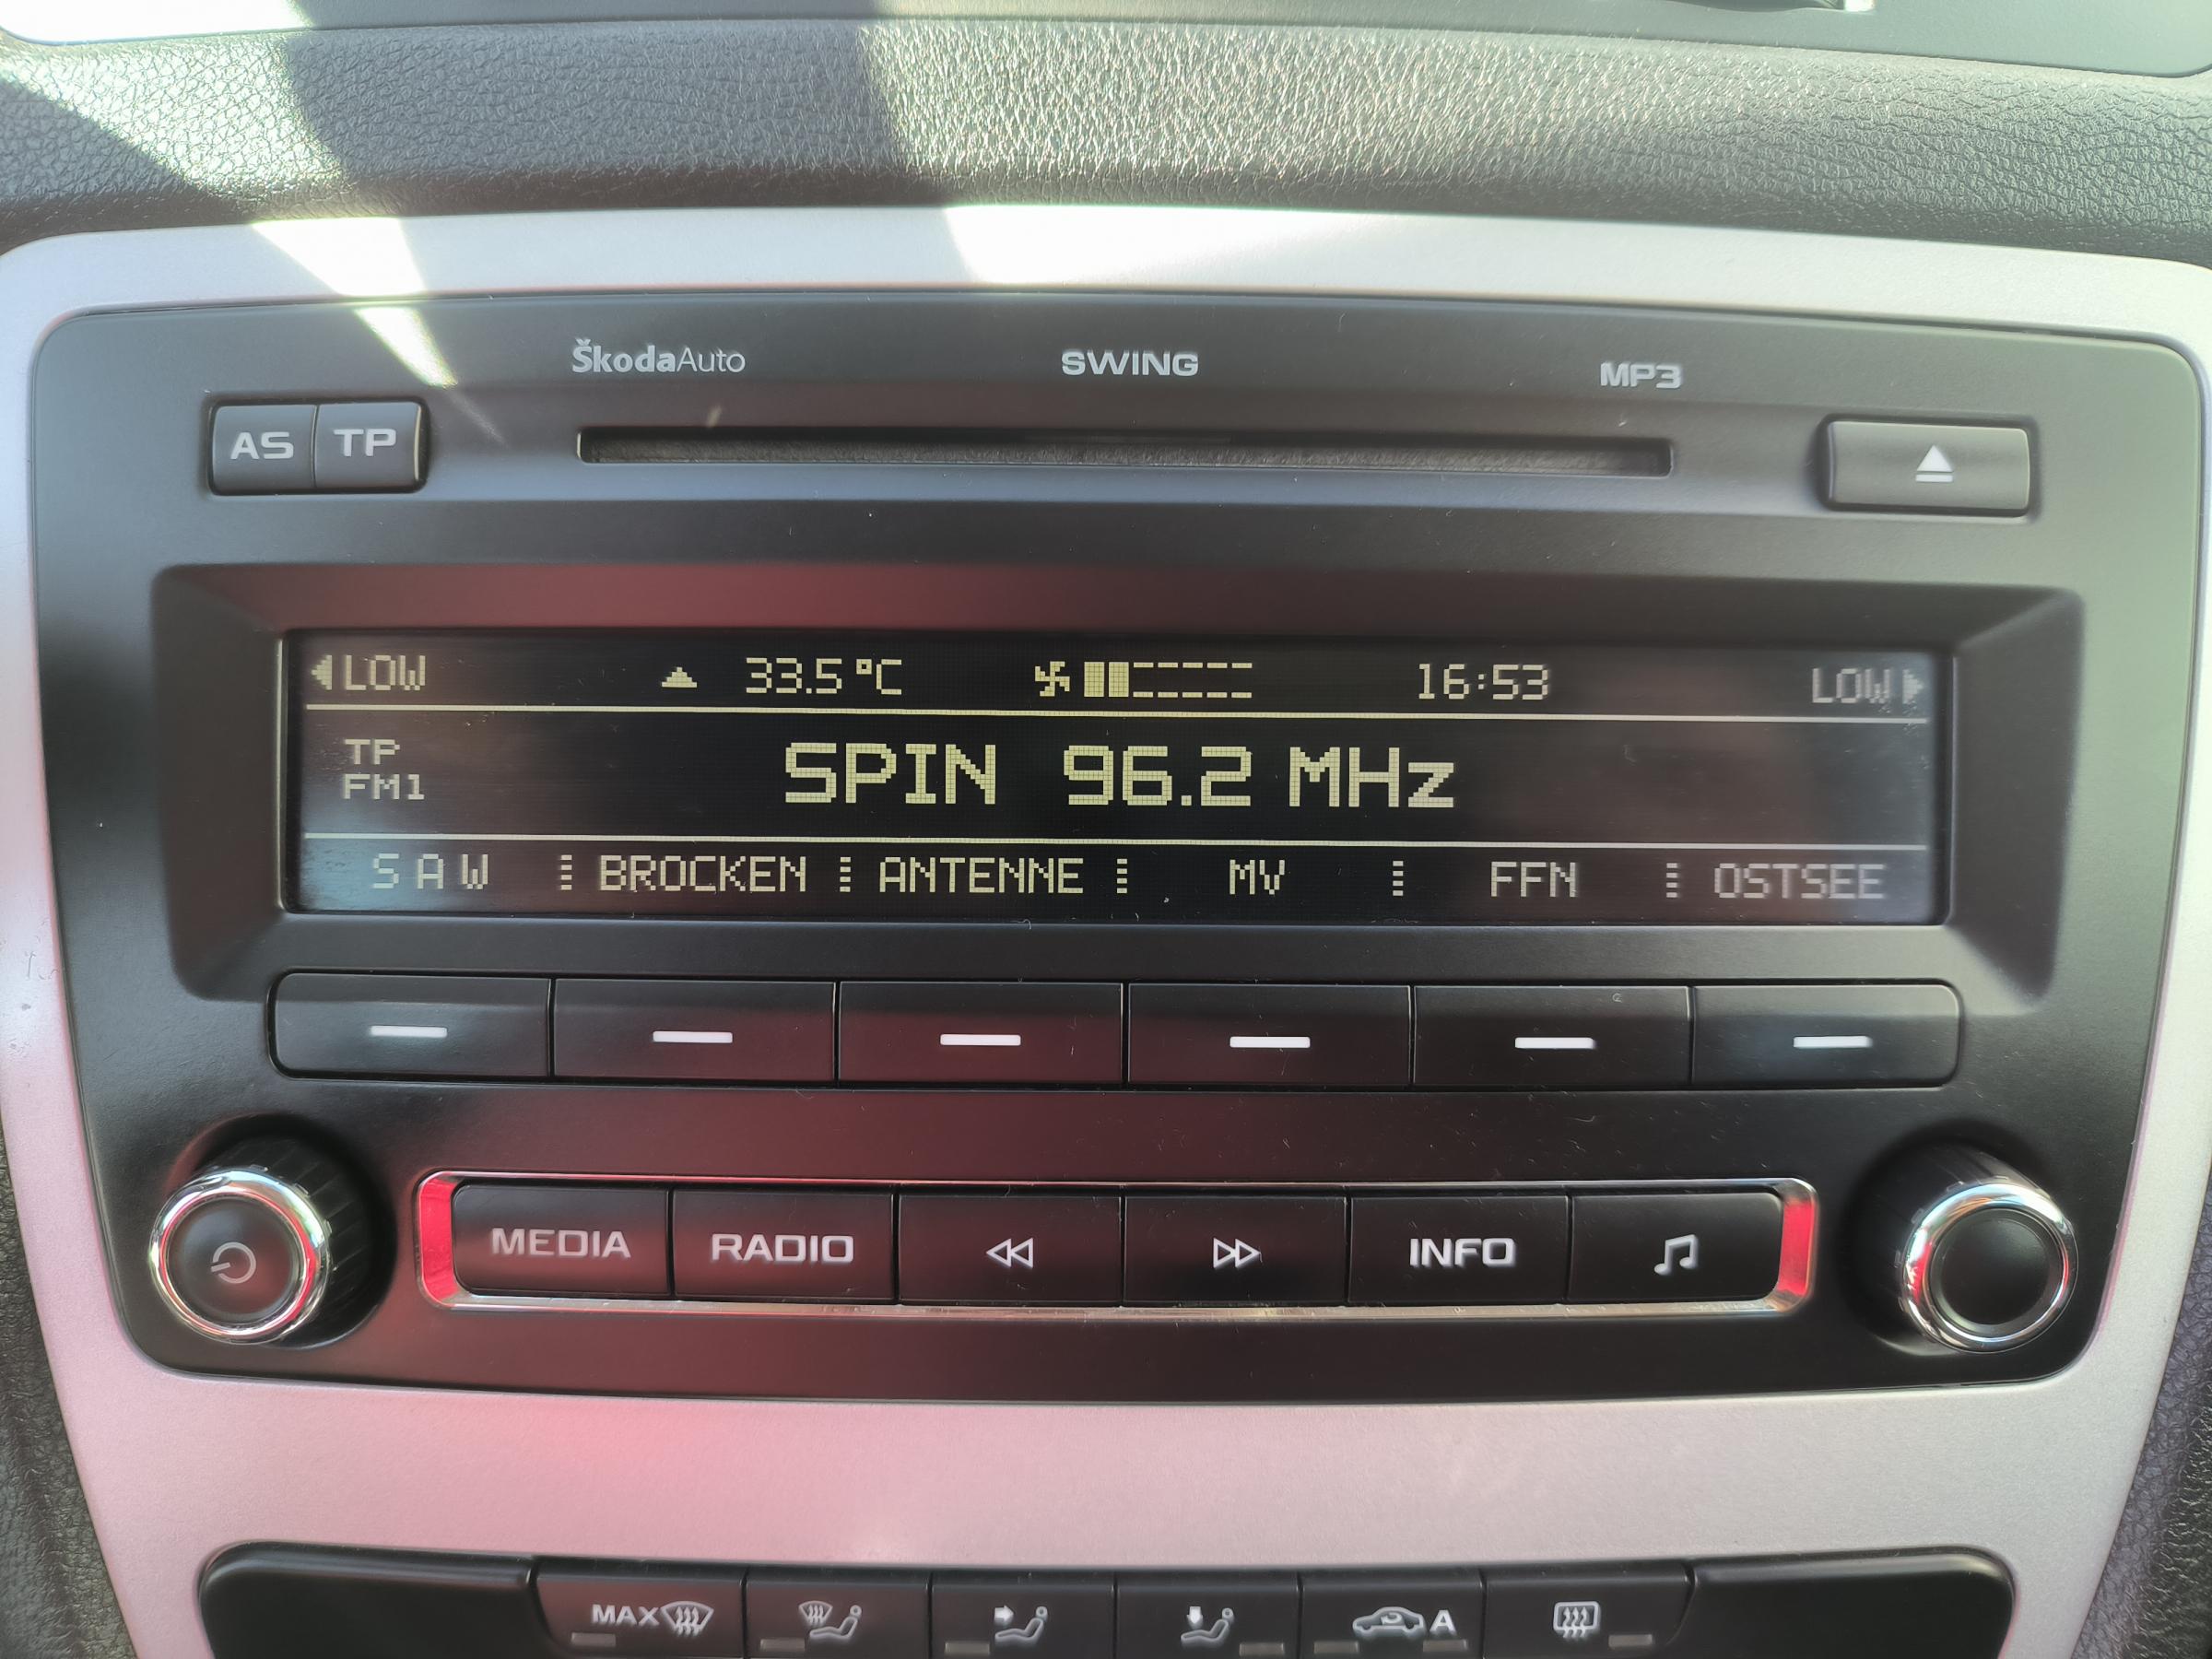 ŠkodaAuto SWING MP3
AS TP
LOW 33.5°C 16:53 LOW
TP
FM1
SPIN 96.2 MHz
SAW BROCKEN ANTENNE MV FFN OSTSEE
MEDIA RADIO INFO
MAX A